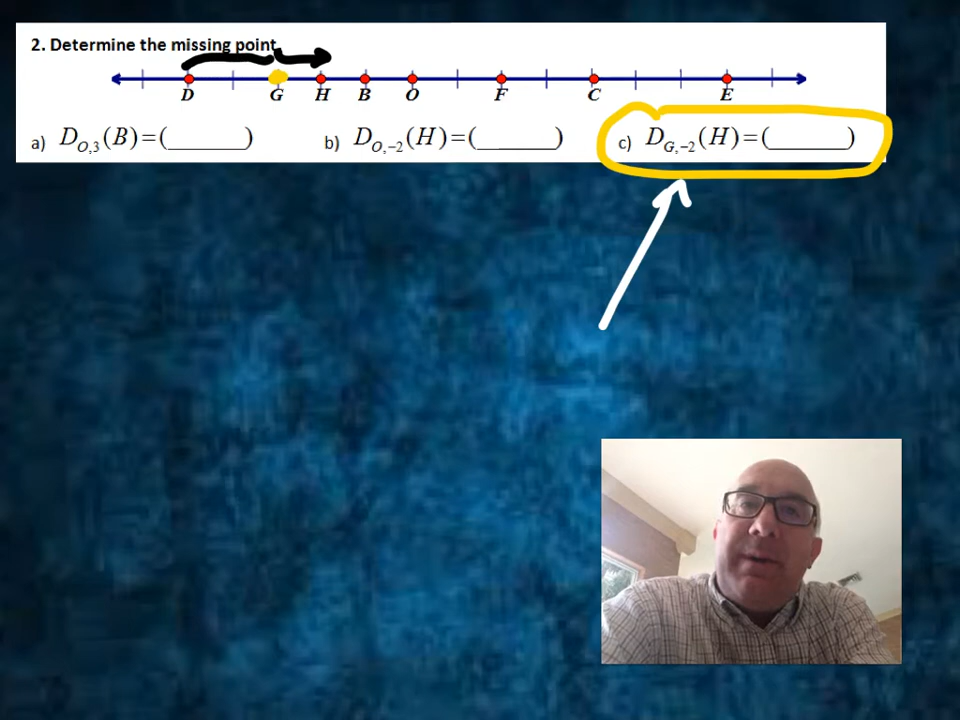 2. Determine the missing point.
D G H B O F C E
a) D_{O,3}(B)=(______) b) D_{O,−2}(H)=(______) c) D_{G,−2}(H)=(______)